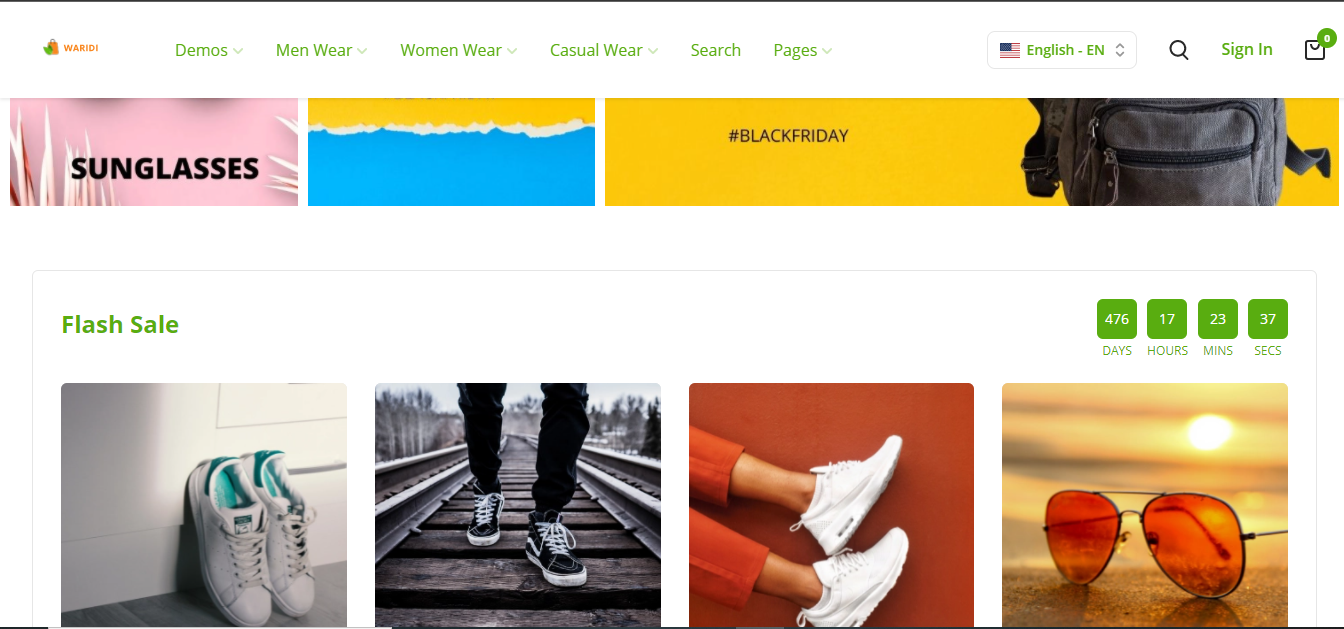 WARIDI
Demos
Men Wear
Women Wear
Casual Wear
Search
Pages
English - EN
Sign In
0
SUNGLASSES
#BLACKFRIDAY
Flash Sale
476 17 23 37
DAYS HOURS MINS SECS